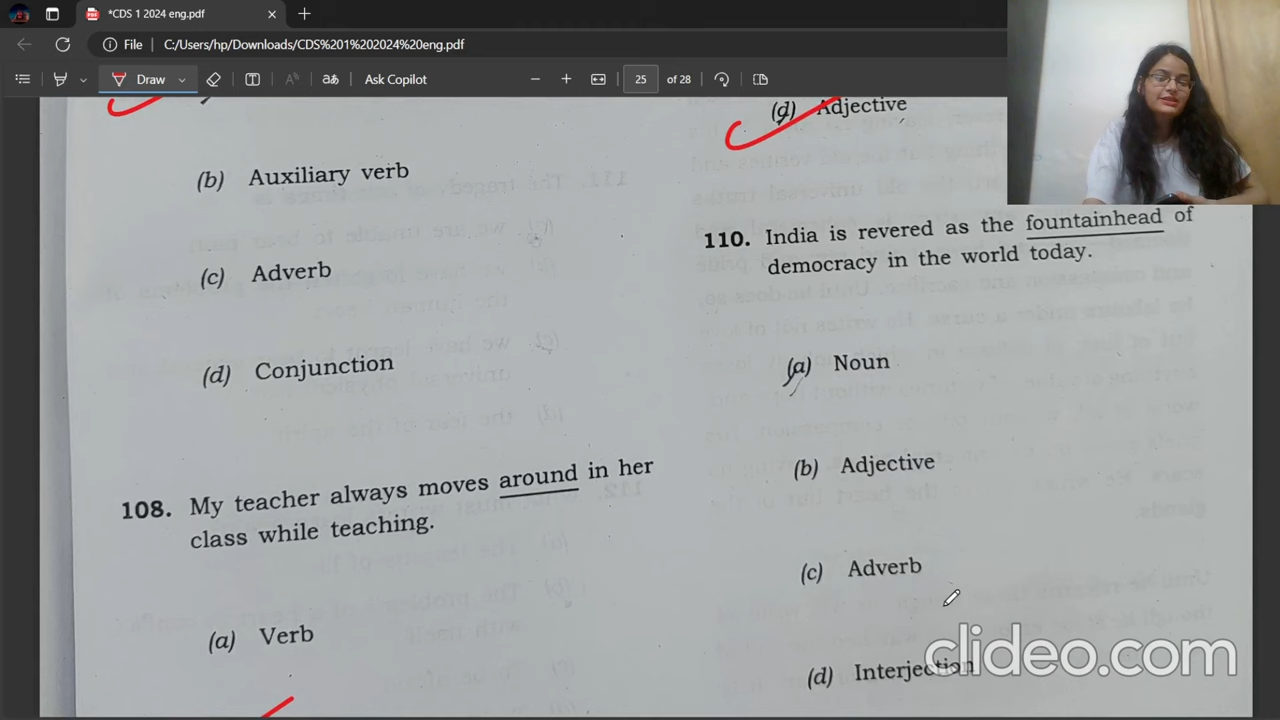 *CDS 1 2024 eng.pdf
File C:/Users/hp/Downloads/CDS%201%202024%20eng.pdf
Draw Ask Copilot 25 of 28
(b) Auxiliary verb
(c) Adverb
(d) Conjunction
108. My teacher always moves around in her
class while teaching.
(a) Verb
(d) Adjective
110. India is revered as the fountainhead of
democracy in the world today.
(a) Noun
(b) Adjective
(c) Adverb
(d) Interjection
clideo.com